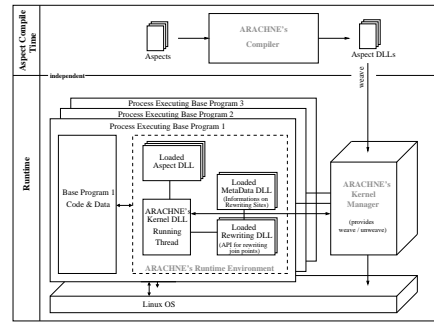 Aspect Compile
Time
Aspects
ARACHNE's
Compiler
Aspect DLLs
independent
weave
Runtime
Process Executing Base Program 3
Process Executing Base Program 2
Process Executing Base Program 1
Base Program 1
Code & Data
Loaded
Aspect DLL
ARACHNE's
Kernel DLL
Running
Thread
Loaded
MetaData DLL
(Informations on
Rewriting Sites)
Loaded
Rewriting DLL
(API for rewriting
join points)
ARACHNE's Runtime Environment
ARACHNE's
Kernel
Manager
(provides
weave / unweave)
Linux OS